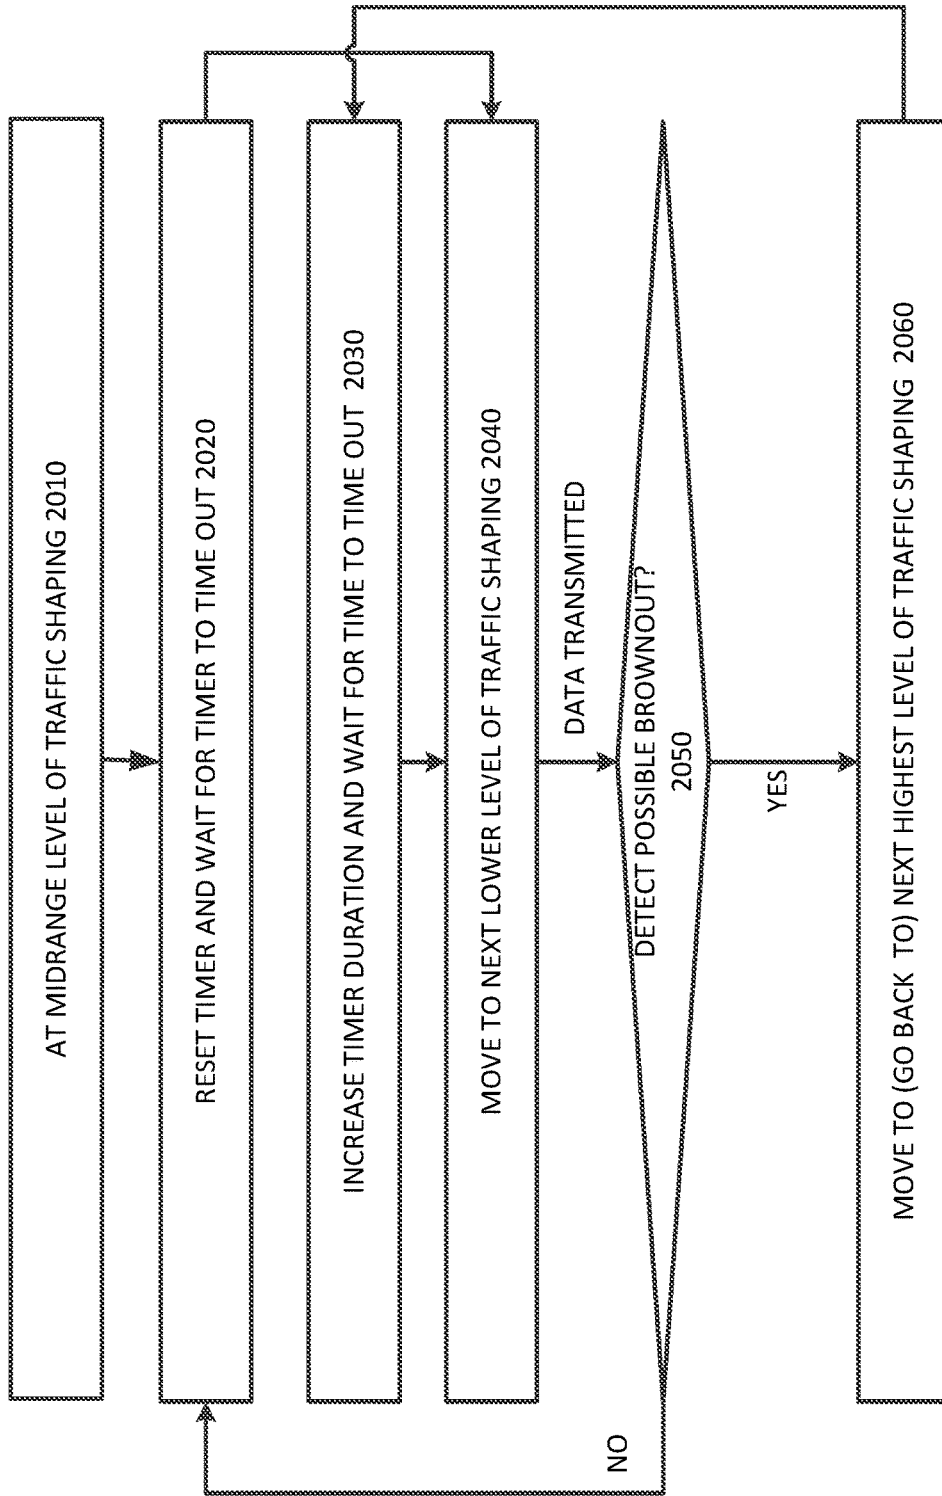 AT MIDRANGE LEVEL OF TRAFFIC SHAPING 2010
RESET TIMER AND WAIT FOR TIMER TO TIME OUT 2020
INCREASE TIMER DURATION AND WAIT FOR TIME TO TIME OUT 2030
MOVE TO NEXT LOWER LEVEL OF TRAFFIC SHAPING 2040
DATA TRANSMITTED
DETECT POSSIBLE BROWNOUT?
2050
NO
YES
MOVE TO (GO BACK TO) NEXT HIGHEST LEVEL OF TRAFFIC SHAPING 2060